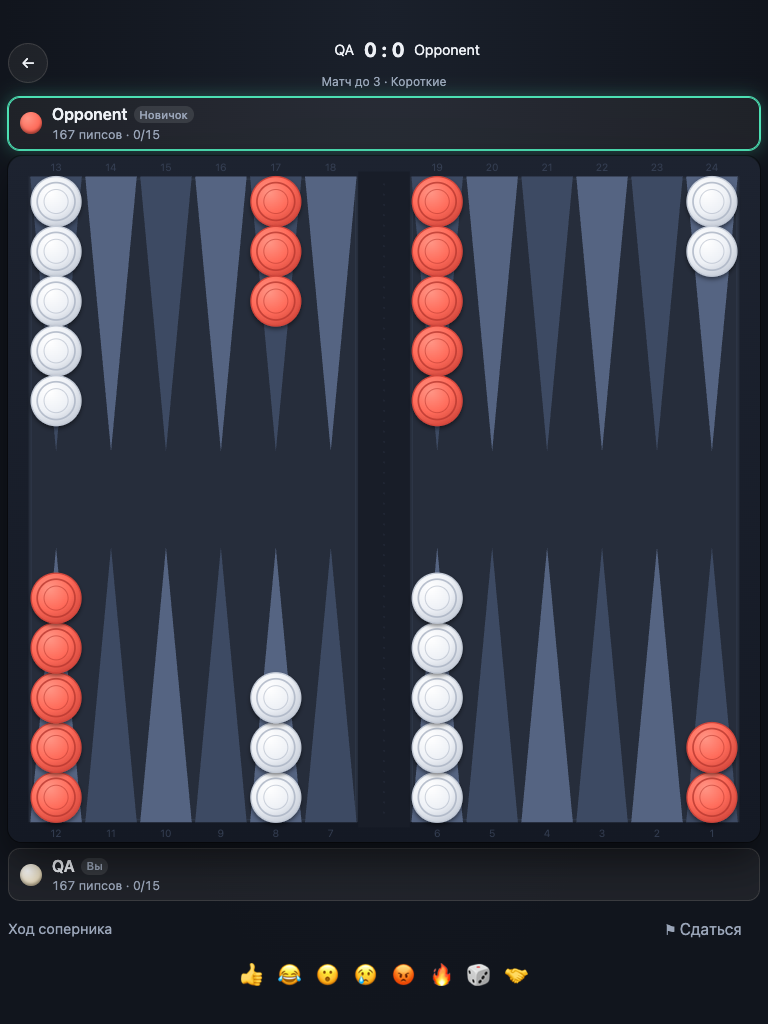 QA 0 : 0 Opponent
Матч до 3 · Короткие
Opponent Новичок
167 пипсов · 0/15
13 14 15 16 17 18 19 20 21 22 23 24
12 11 10 9 8 7 6 5 4 3 2 1
QA Вы
167 пипсов · 0/15
Ход соперника
Сдаться